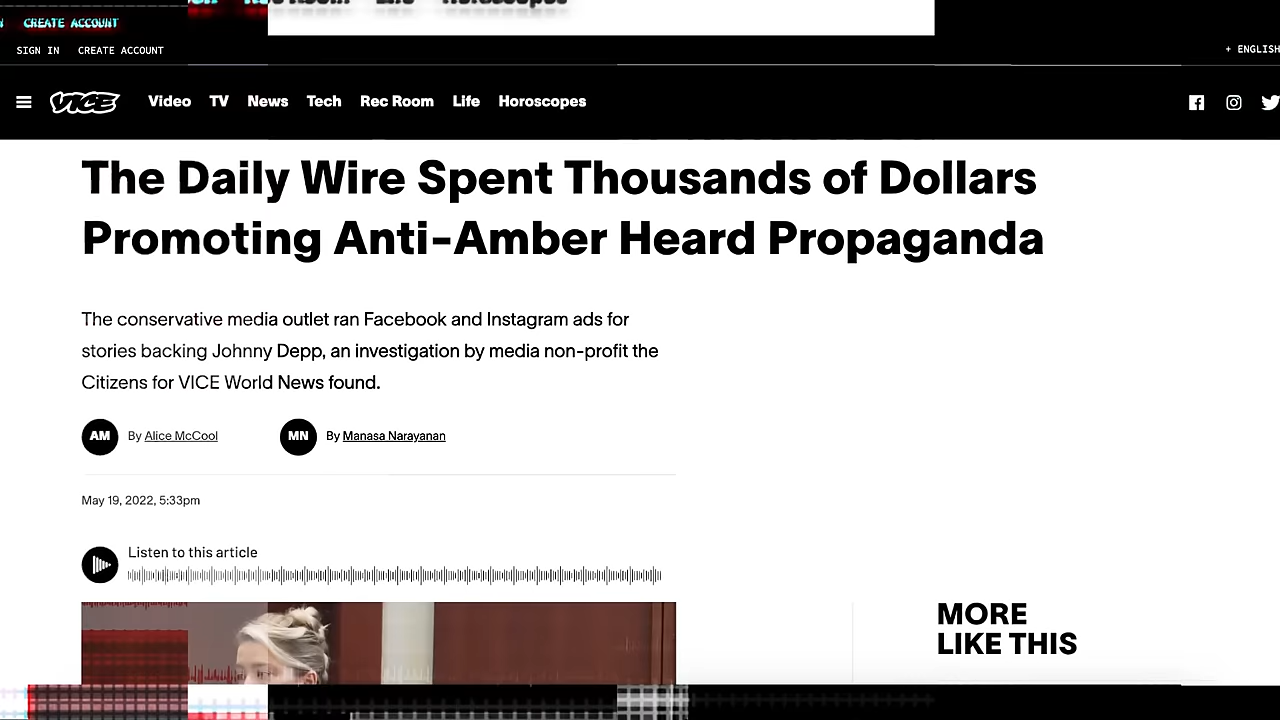 CREATE ACCOUNT
SIGN IN CREATE ACCOUNT
+ ENGLISH
VICE Video TV News Tech Rec Room Life Horoscopes
The Daily Wire Spent Thousands of Dollars
Promoting Anti-Amber Heard Propaganda
The conservative media outlet ran Facebook and Instagram ads for
stories backing Johnny Depp, an investigation by media non-profit the
Citizens for VICE World News found.
AM By Alice McCool MN By Manasa Narayanan
May 19, 2022, 5:33pm
Listen to this article
MORE
LIKE THIS